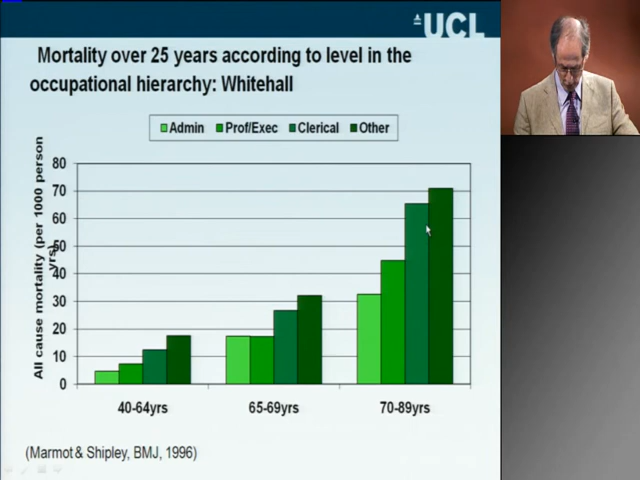 UCL
Mortality over 25 years according to level in the
occupational hierarchy: Whitehall
Admin Prof/Exec Clerical Other
All cause mortality (per 1000 person
yrs)
80
70
60
50
40
30
20
10
0
40-64yrs 65-69yrs 70-89yrs
(Marmot & Shipley, BMJ, 1996)